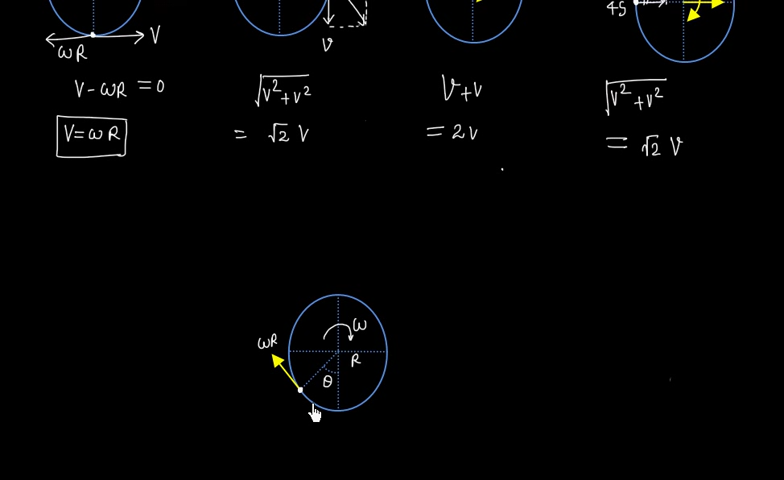 ωR V
V
45
V - ωR = 0
√V² + V²
V + V
√V² + V²
V = ωR
= √2 V
= 2V
= √2 V
ω
ωR
R
θ